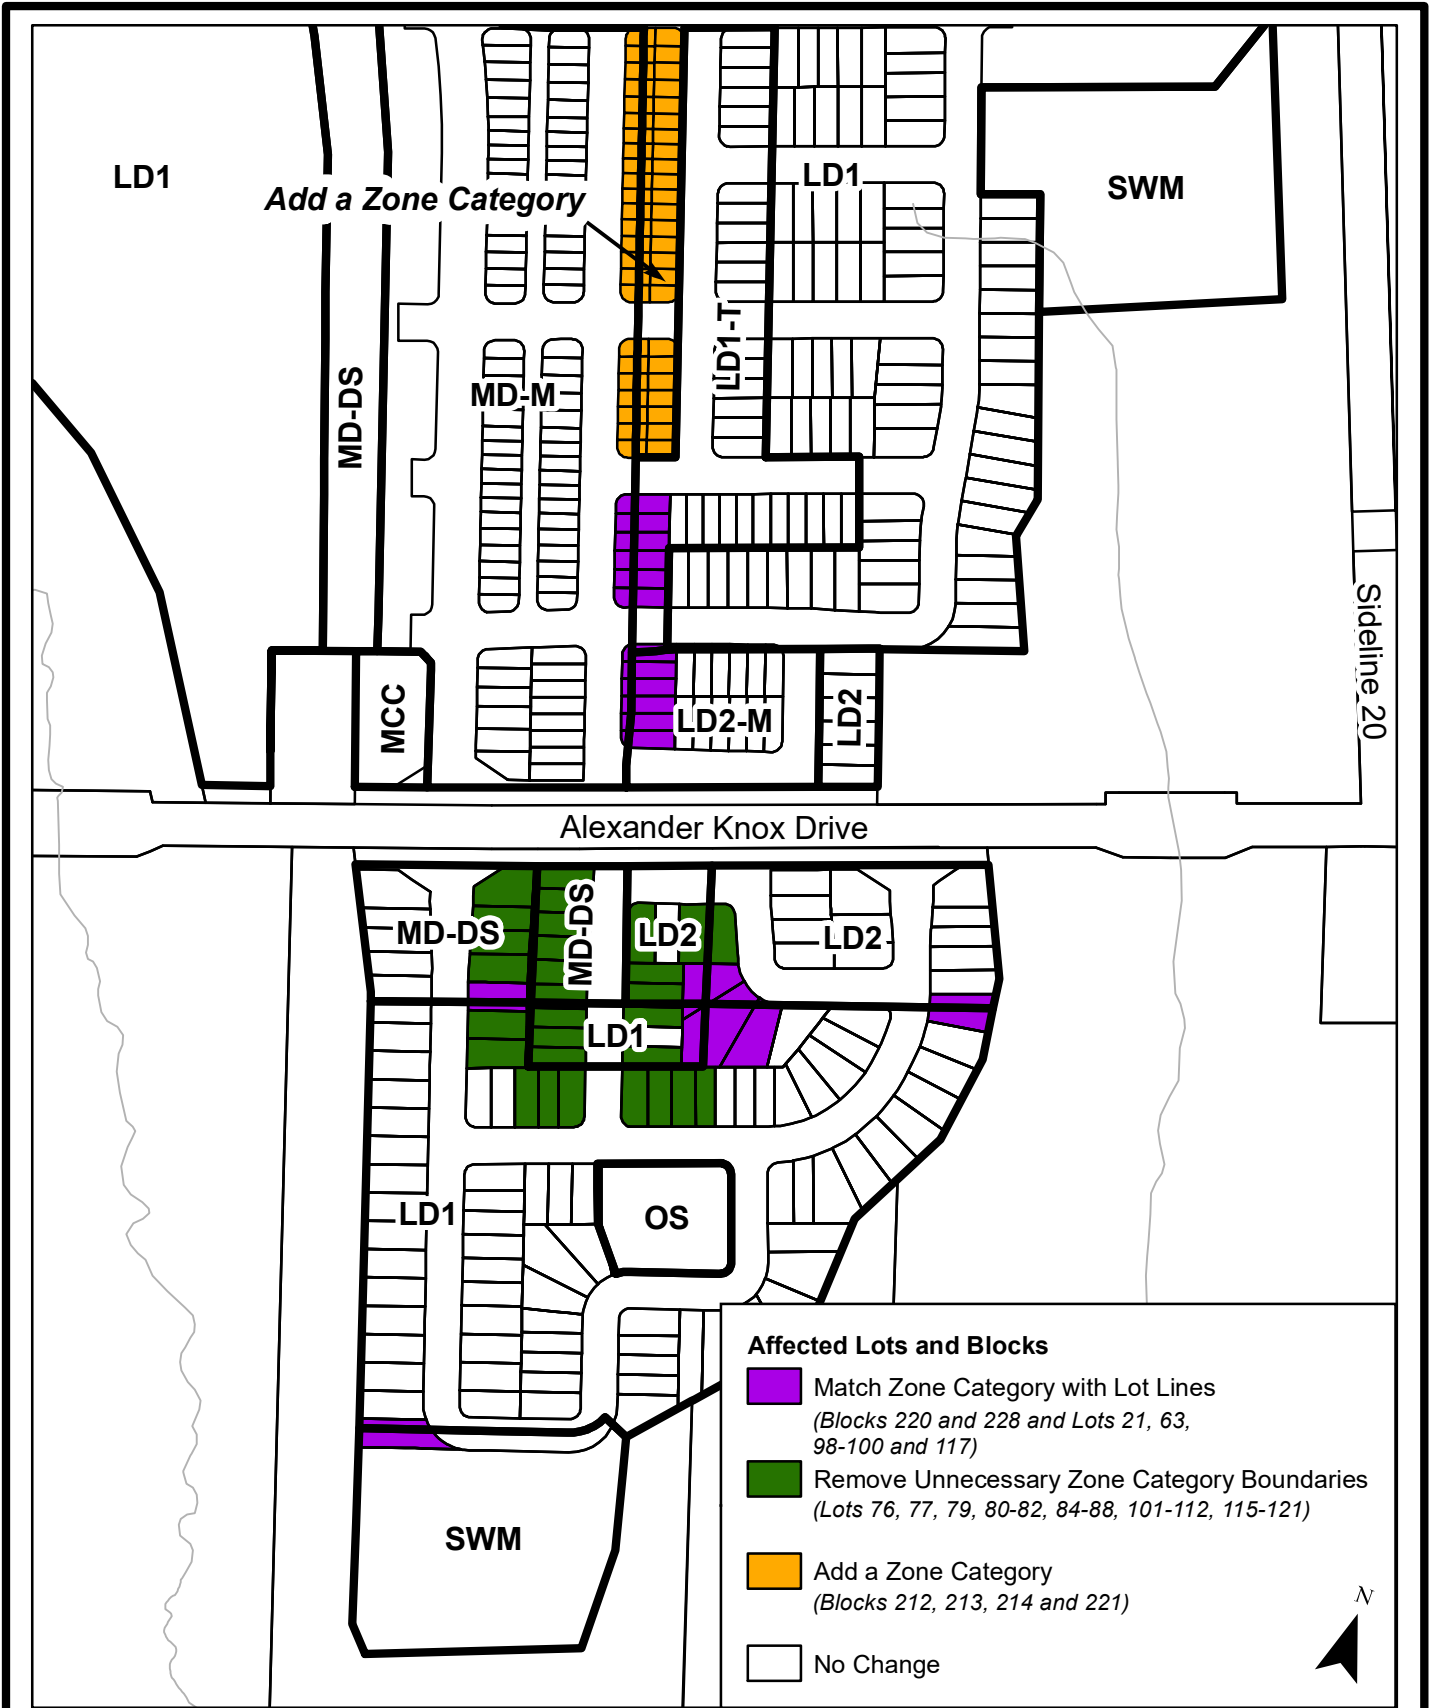 LD1
SWM
LD1
Add a Zone Category
LD1-T
MD-DS
MD-M
Sideline 20
MCC
LD2-M
LD2
Alexander Knox Drive
MD-DS
MD-DS
LD2
LD2
LD1
LD1
OS
SWM
Affected Lots and Blocks
Match Zone Category with Lot Lines
(Blocks 220 and 228 and Lots 21, 63,
98-100 and 117)
Remove Unnecessary Zone Category Boundaries
(Lots 76, 77, 79, 80-82, 84-88, 101-112, 115-121)
Add a Zone Category
(Blocks 212, 213, 214 and 221)
No Change
N